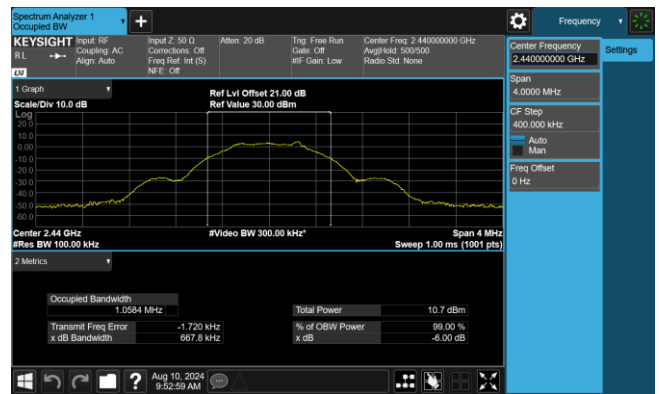 Spectrum Analyzer 1
Occupied BW
Frequency
KEYSIGHT
R L
LXI
Input: RF
Coupling: AC
Align: Auto
Input Z: 50 Ω
Corrections: Off
Freq Ref: Int (S)
NFE: Off
Atten: 20 dB
Trig: Free Run
Gate: Off
#IF Gain: Low
Center Freq: 2.440000000 GHz
Avg|Hold: 500/500
Radio Std: None
Center Frequency
2.440000000 GHz
Settings
Span
4.0000 MHz
CF Step
400.000 kHz
Auto
Man
Freq Offset
0 Hz
1 Graph
Scale/Div 10.0 dB
Ref Lvl Offset 21.00 dB
Ref Value 30.00 dBm
Log
20.0
10.0
0.00
-10.0
-20.0
-30.0
-40.0
-50.0
-60.0
Center 2.44 GHz
#Video BW 300.00 kHz*
Span 4 MHz
#Res BW 100.00 kHz
Sweep 1.00 ms (1001 pts)
2 Metrics
Occupied Bandwidth
1.0584 MHz
Total Power 10.7 dBm
Transmit Freq Error -1.720 kHz
% of OBW Power 99.00 %
x dB Bandwidth 667.8 kHz
x dB -6.00 dB
?
Aug 10, 2024
9:52:59 AM